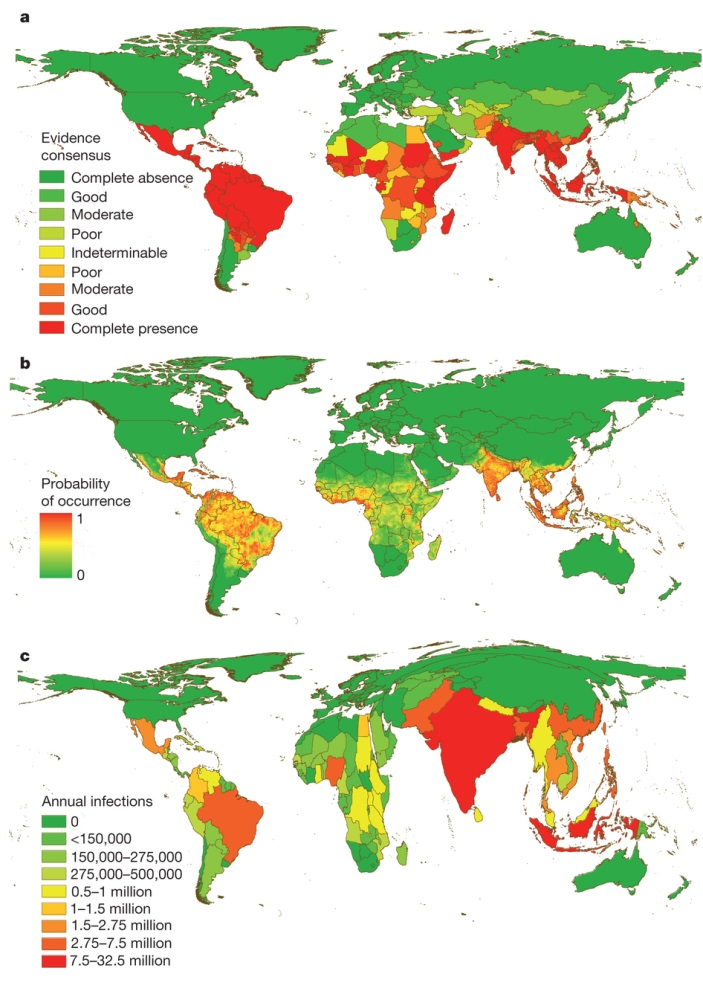 a
Evidence
consensus
Complete absence
Good
Moderate
Poor
Indeterminable
Poor
Moderate
Good
Complete presence
b
Probability
of occurrence
1
0
c
Annual infections
0
<150,000
150,000–275,000
275,000–500,000
0.5–1 million
1–1.5 million
1.5–2.75 million
2.75–7.5 million
7.5–32.5 million